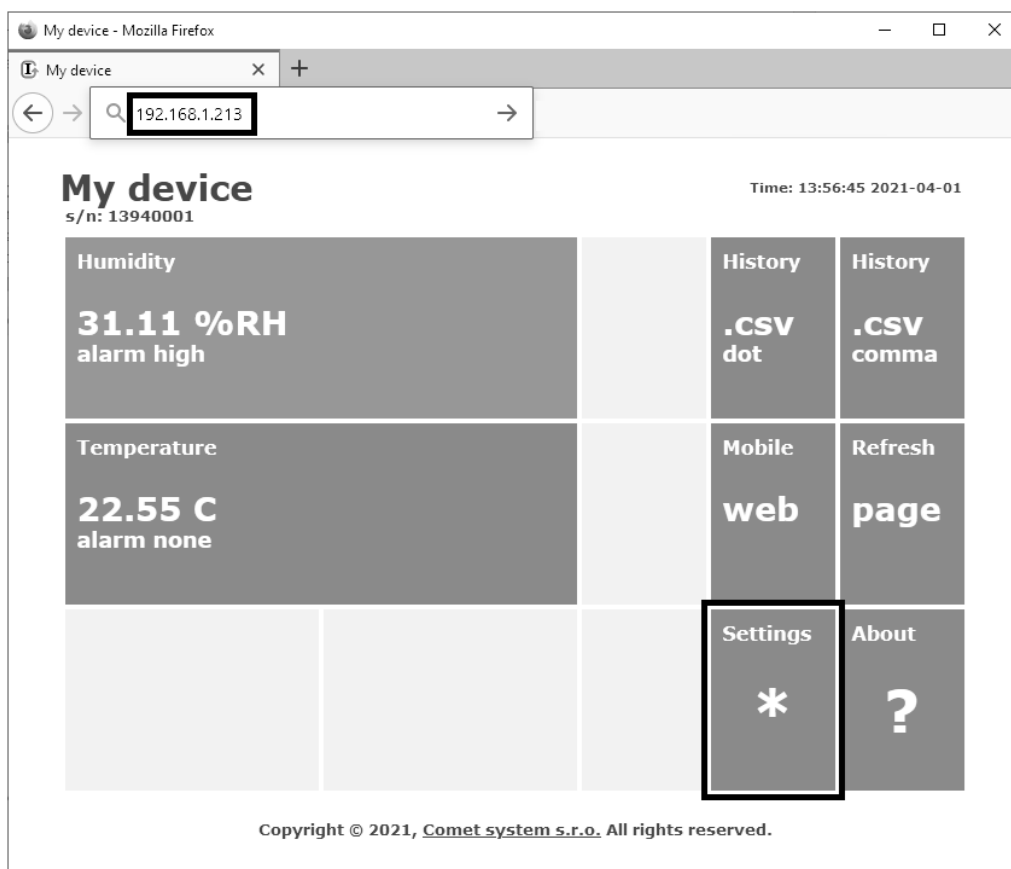 My device - Mozilla Firefox
My device
192.168.1.213
My device
s/n: 13940001
Time: 13:56:45 2021-04-01
Humidity
31.11 %RH
alarm high
History
.csv
dot
History
.csv
comma
Temperature
22.55 C
alarm none
Mobile
web
Refresh
page
Settings
*
About
?
Copyright © 2021, Comet system s.r.o. All rights reserved.